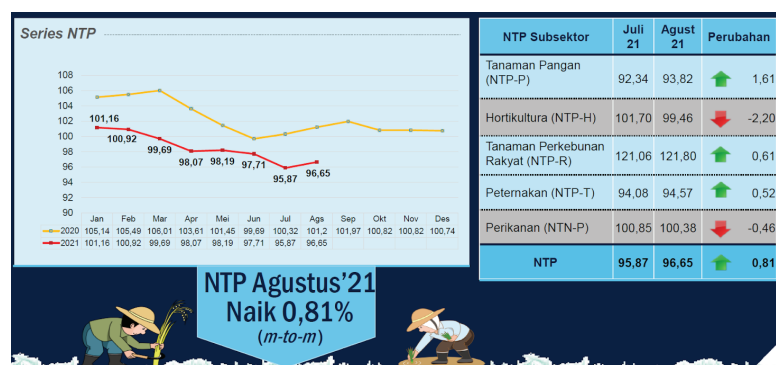 Series NTP
108
106
104
102
100
98
96
94
92
90
101,16
100,92
99,69
98,07
98,19
97,71
95,87
96,65
Jan Feb Mar Apr Mei Jun Jul Ags Sep Okt Nov Des
2020 105,14 105,49 106,01 103,61 101,45 99,69 100,32 101,2 101,97 100,82 100,82 100,74
2021 101,16 100,92 99,69 98,07 98,19 97,71 95,87 96,65
NTP Subsektor Juli 21 Agust 21 Perubahan
Tanaman Pangan
(NTP-P) 92,34 93,82 1,61
Hortikultura (NTP-H) 101,70 99,46 -2,20
Tanaman Perkebunan
Rakyat (NTP-R) 121,06 121,80 0,61
Peternakan (NTP-T) 94,08 94,57 0,52
Perikanan (NTN-P) 100,85 100,38 -0,46
NTP 95,87 96,65 0,81
NTP Agustus'21
Naik 0,81%
(m-to-m)